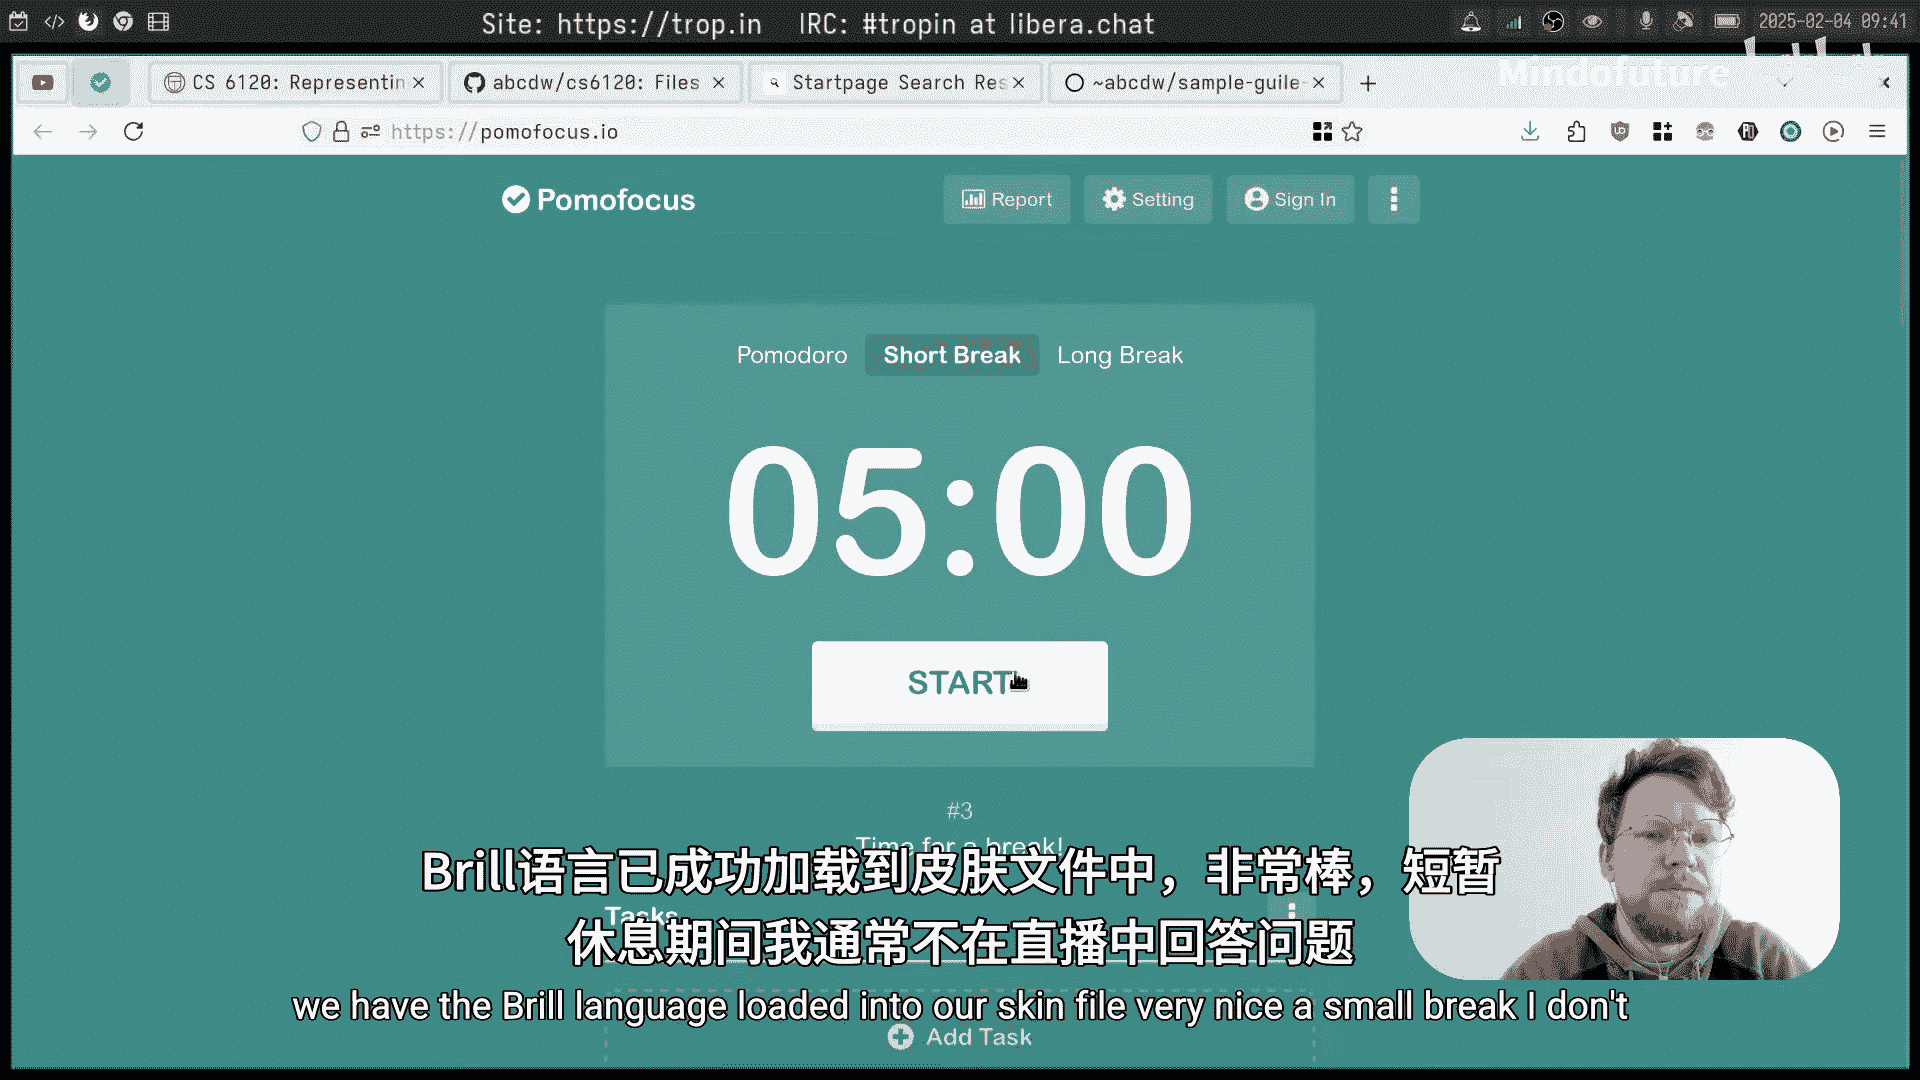 Site: https://trop.in   IRC: #tropin at libera.chat
2025-02-04 09:41
Mindofuture
CS 6120: Representin
abcdw/cs6120: Files
Startpage Search Res
~abcdw/sample-guile-
https://pomofocus.io
Pomofocus
Report
Setting
Sign In
Pomodoro
Short Break
Long Break
05:00
START
#3
Time for a break!
Tasks
Brill语言已成功加载到皮肤文件中，非常棒，短暂
休息期间我通常不在直播中回答问题
we have the Brill language loaded into our skin file very nice a small break I don't
Add Task